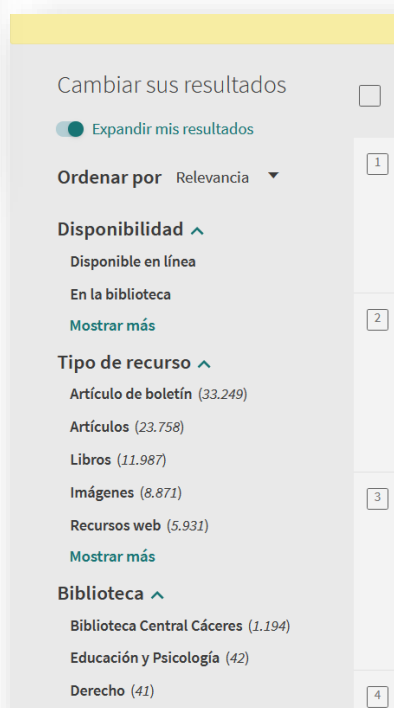 Cambiar sus resultados
Expandir mis resultados
Ordenar por Relevancia
1
Disponibilidad
Disponible en línea
En la biblioteca
2
Mostrar más
Tipo de recurso
Artículo de boletín (33.249)
Artículos (23.758)
Libros (11.987)
Imágenes (8.871)
3
Recursos web (5.931)
Mostrar más
Biblioteca
Biblioteca Central Cáceres (1.194)
Educación y Psicología (42)
Derecho (41)
4